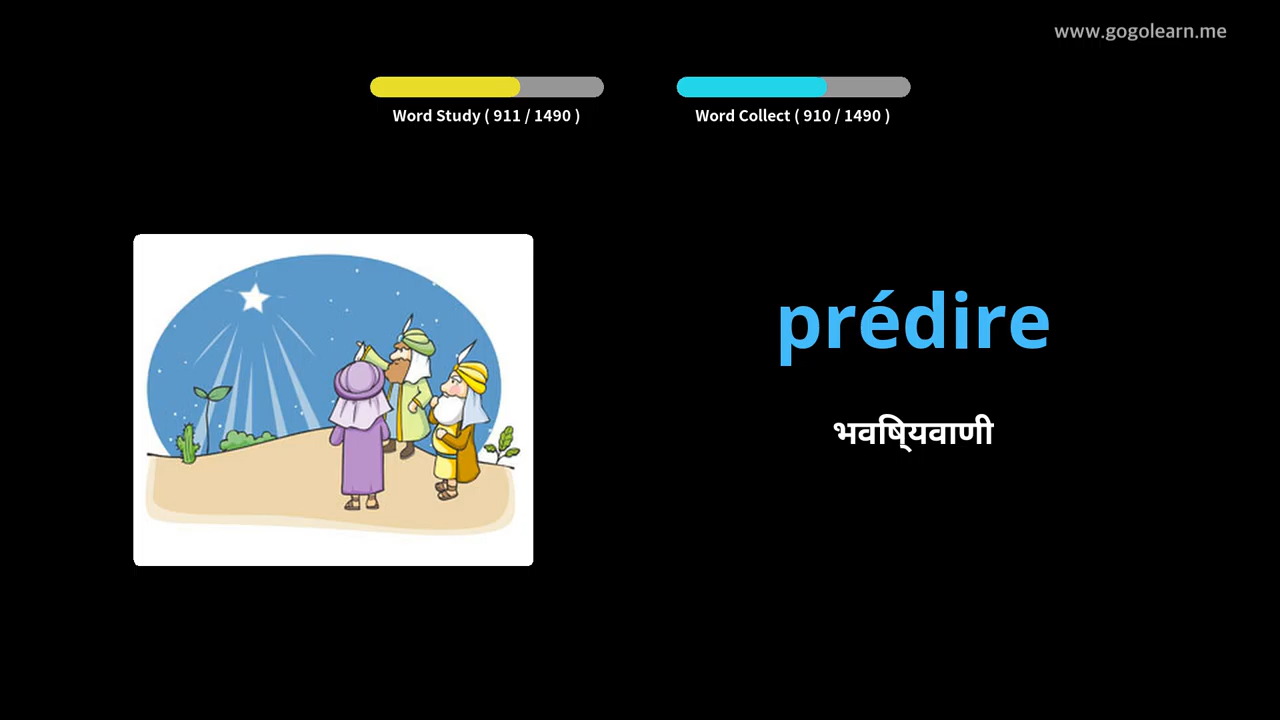 www.gogolearn.me
Word Study ( 911 / 1490 )
Word Collect ( 910 / 1490 )
prédire
भविष्यवाणी